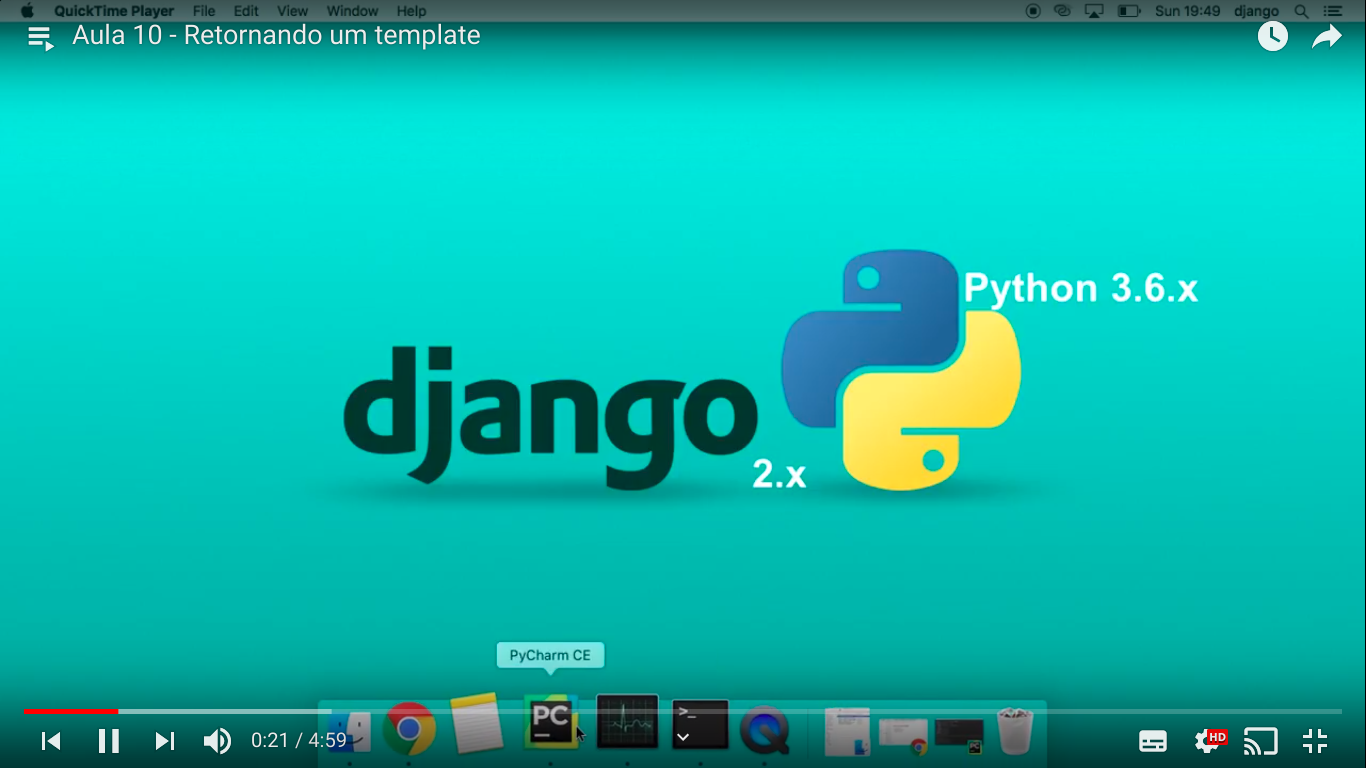 QuickTime Player File Edit View Window Help Sun 19:49 django
Aula 10 - Retornando um template
Python 3.6.x
django
2.x
PyCharm CE
PC
>_
0:21 / 4:59
HD